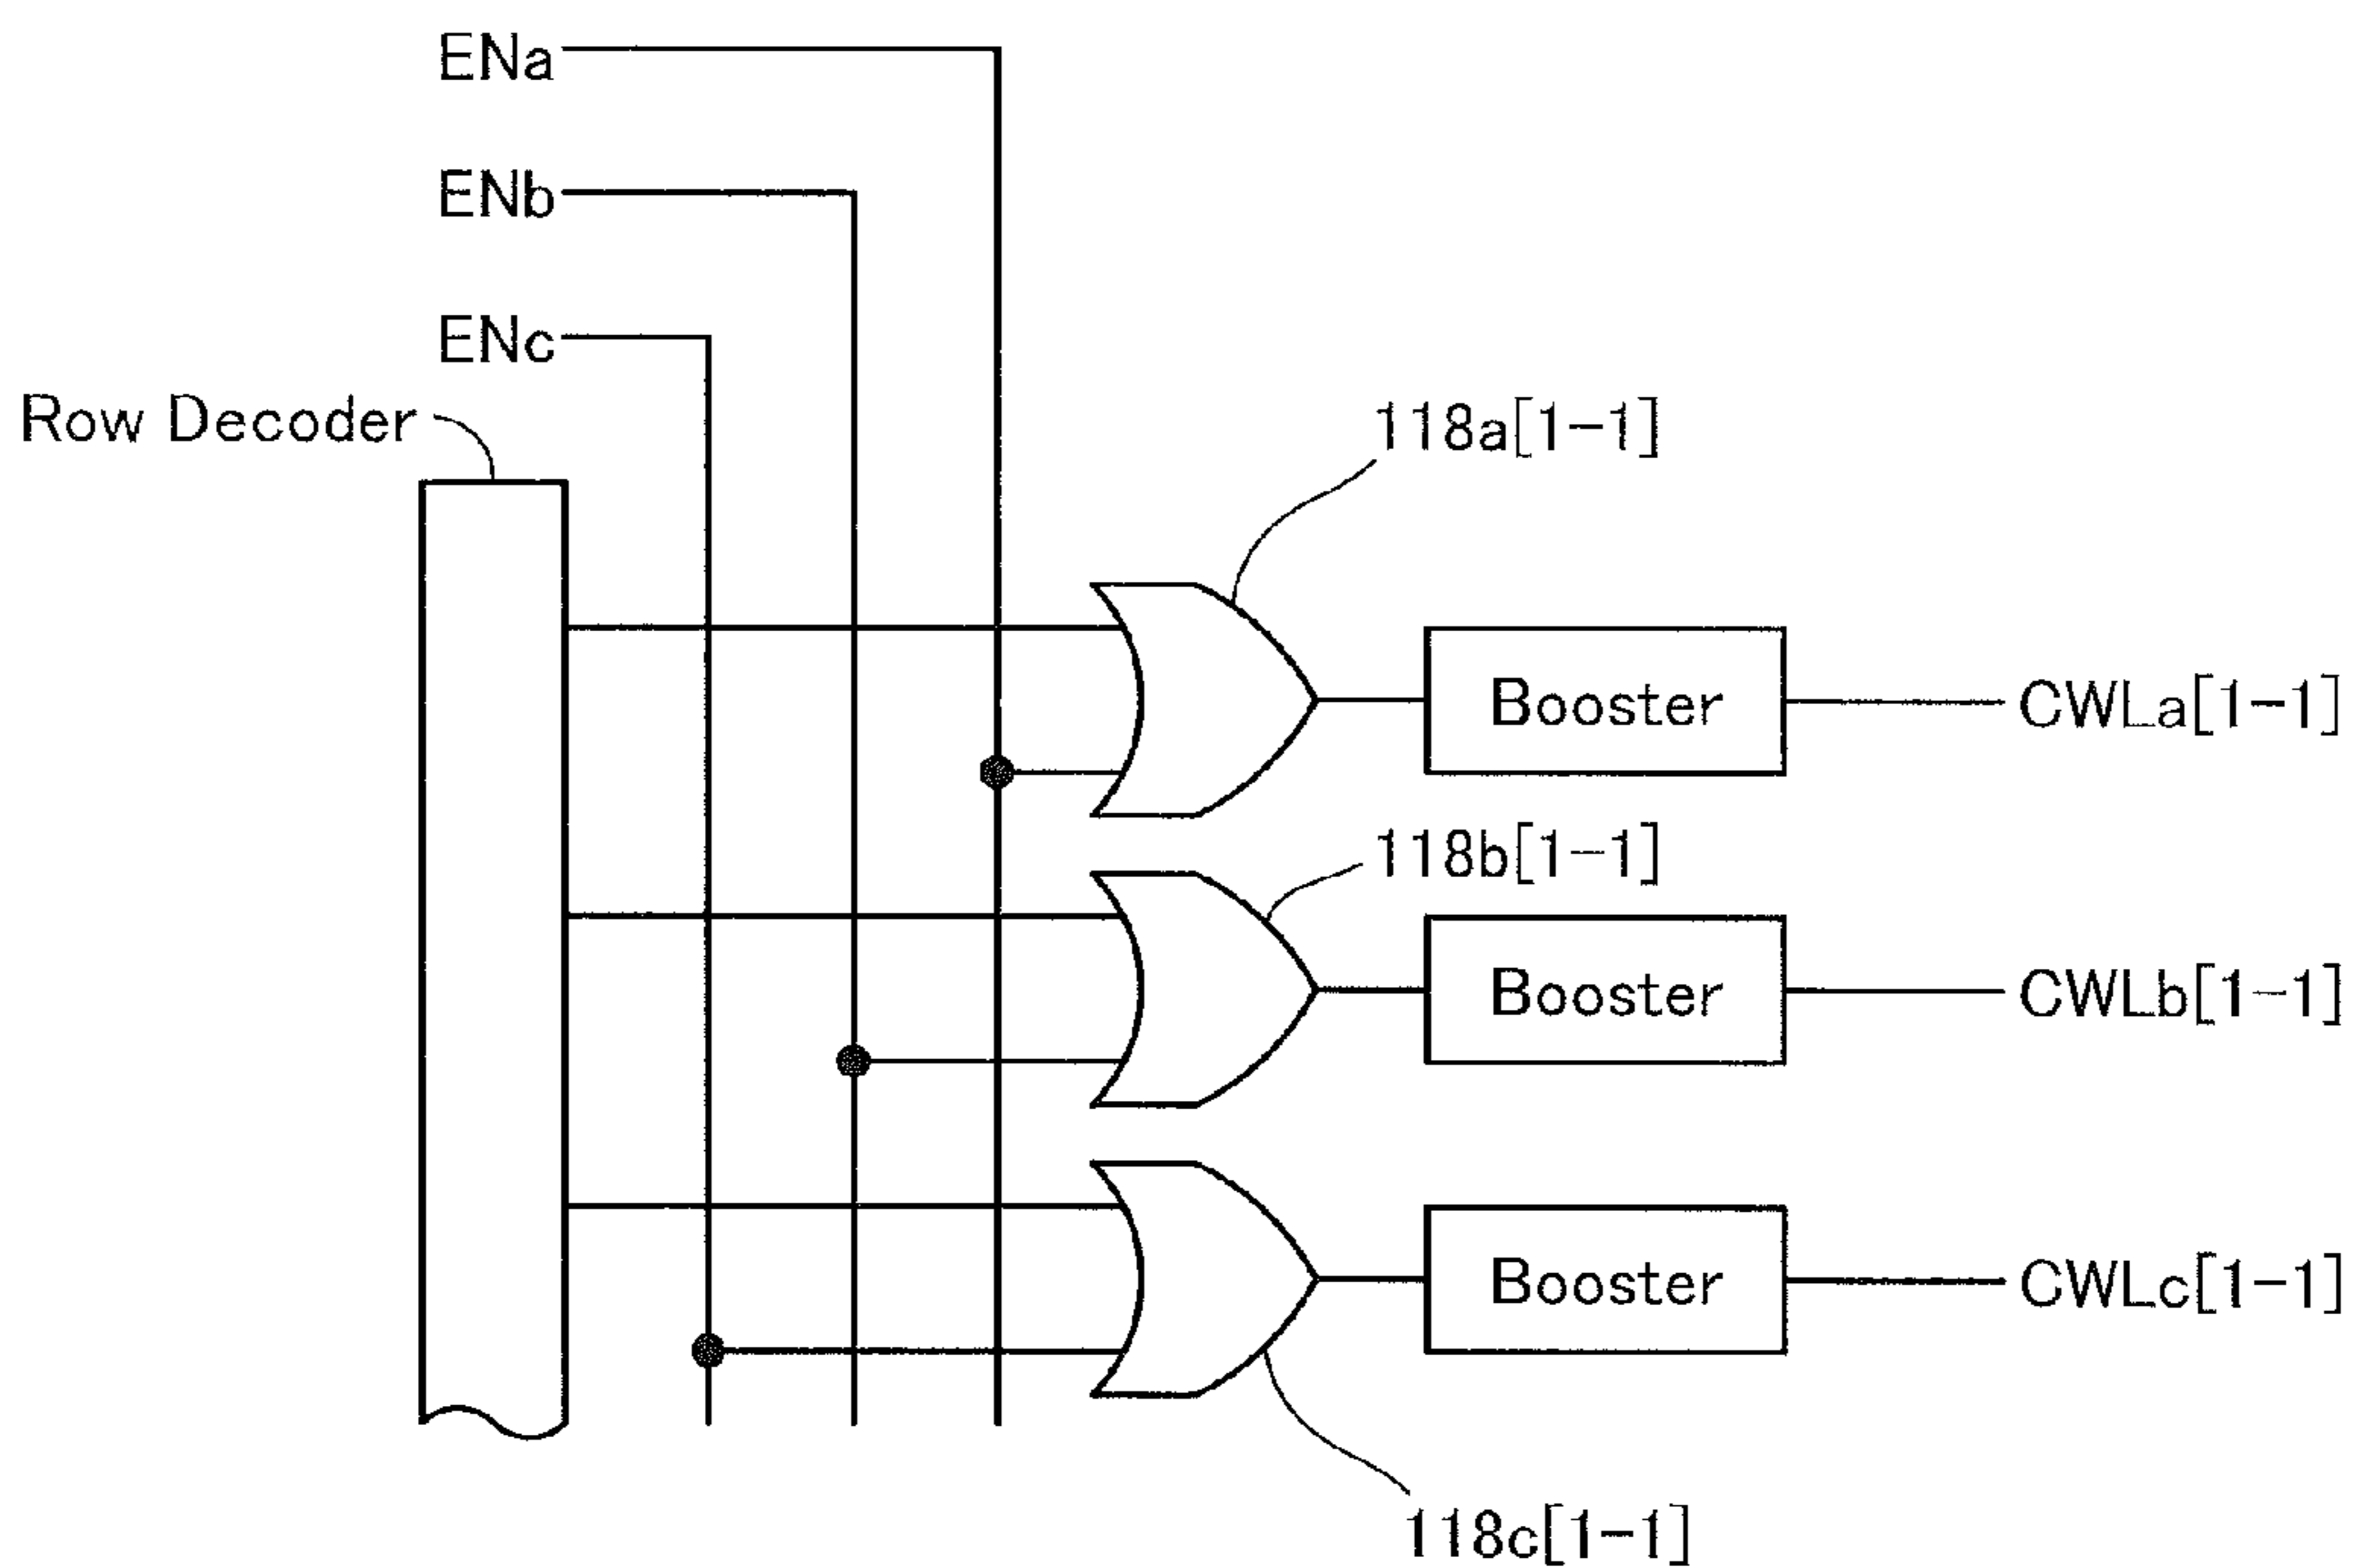 ENa
ENb
ENc
Row Decoder
118a[1-1]
Booster
CWLa[1-1]
118b[1-1]
Booster
CWLb[1-1]
Booster
CWLc[1-1]
118c[1-1]